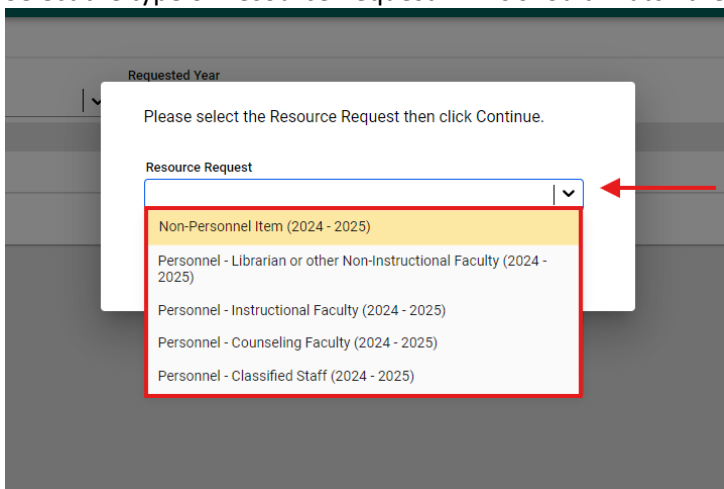 Requested Year
Please select the Resource Request then click Continue.
Resource Request
Non-Personnel Item (2024 - 2025)
Personnel - Librarian or other Non-Instructional Faculty (2024 -
2025)
Personnel - Instructional Faculty (2024 - 2025)
Personnel - Counseling Faculty (2024 - 2025)
Personnel - Classified Staff (2024 - 2025)